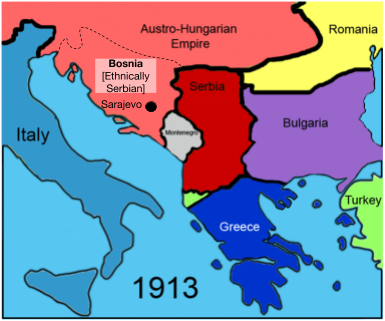 Austro-Hungarian
Empire
Romania
Bosnia
[Ethnically
Serbian]
Sarajevo
Serbia
Montenegro
Bulgaria
Italy
Turkey
Greece
1913